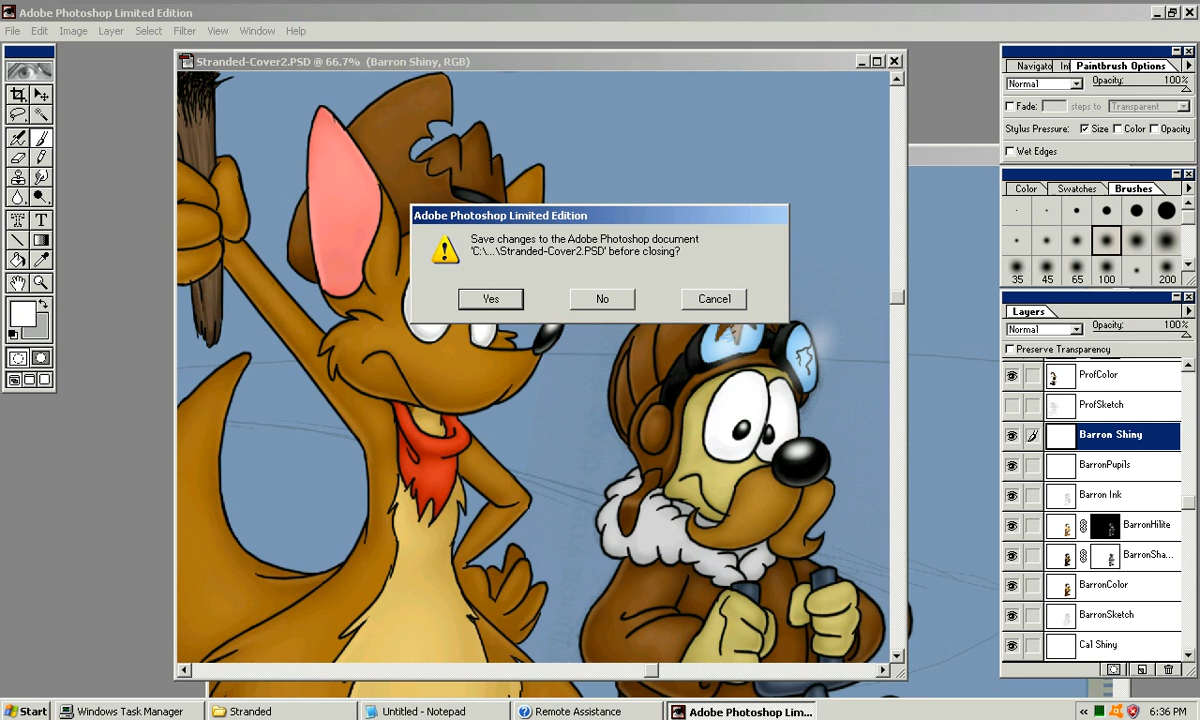 Adobe Photoshop Limited Edition
File Edit Image Layer Select Filter View Window Help
Stranded-Cover2.PSD @ 66.7% (Barron Shiny, RGB)
Adobe Photoshop Limited Edition
Save changes to the Adobe Photoshop document
'C:\...\Stranded-Cover2.PSD' before closing?
Yes No Cancel
Navigato In Paintbrush Options
Normal Opacity: 100%
Fade: steps to Transparent
Stylus Pressure: Size Color Opacity
Wet Edges
Color Swatches Brushes
35 45 65 100 200
Layers
Normal Opacity: 100%
Preserve Transparency
ProfColor
ProfSketch
Barron Shiny
BarronPupils
Barron Ink
BarronHilite
BarronSha...
BarronColor
BarronSketch
Cal Shiny
Start Windows Task Manager Stranded Untitled - Notepad Remote Assistance Adobe Photoshop Lim... 6:36 PM